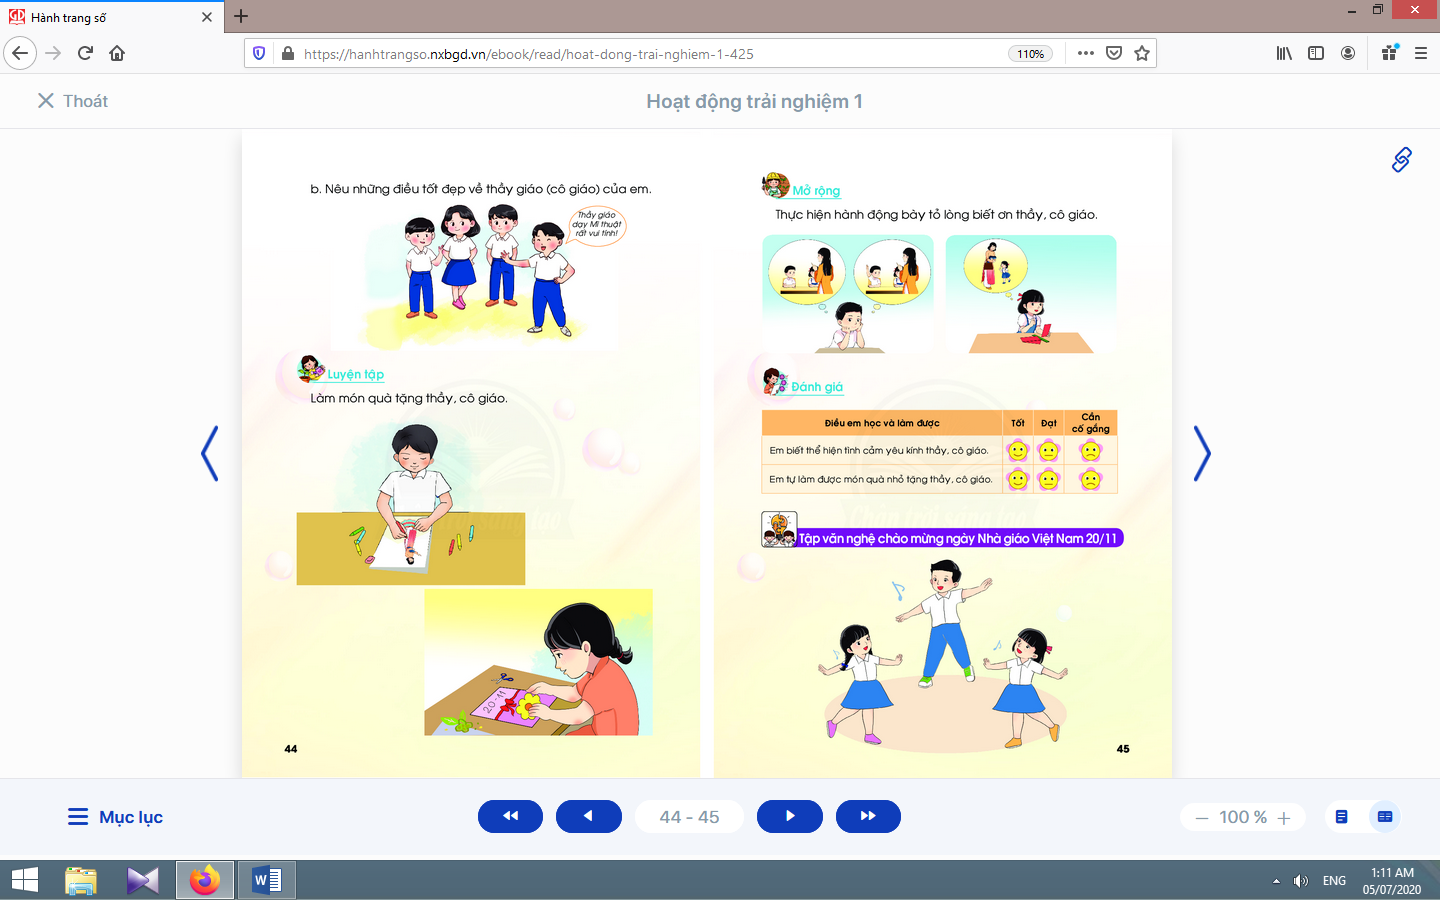 Hành trang số
https://hanhtrangso.nxbgd.vn/ebook/read/hoat-dong-trai-nghiem-1-425
110%
Thoát
Hoạt động trải nghiệm 1
b. Nêu những điều tốt đẹp về thầy giáo (cô giáo) của em.
Thầy giáo
dạy Mĩ thuật
rất vui tính!
Luyện tập
Làm món quà tặng thầy, cô giáo.
20-11
44
Mở rộng
Thực hiện hành động bày tỏ lòng biết ơn thầy, cô giáo.
Đánh giá
Điều em học và làm được
Tốt
Đạt
Cần
cố gắng
Em biết thể hiện tình cảm yêu kính thầy, cô giáo.
Em tự làm được món quà nhỏ tặng thầy, cô giáo.
Chân trời sáng tạo
Tập văn nghệ chào mừng ngày Nhà giáo Việt Nam 20/11
45
Mục lục
44 - 45
100 %
ENG
1:11 AM
05/07/2020